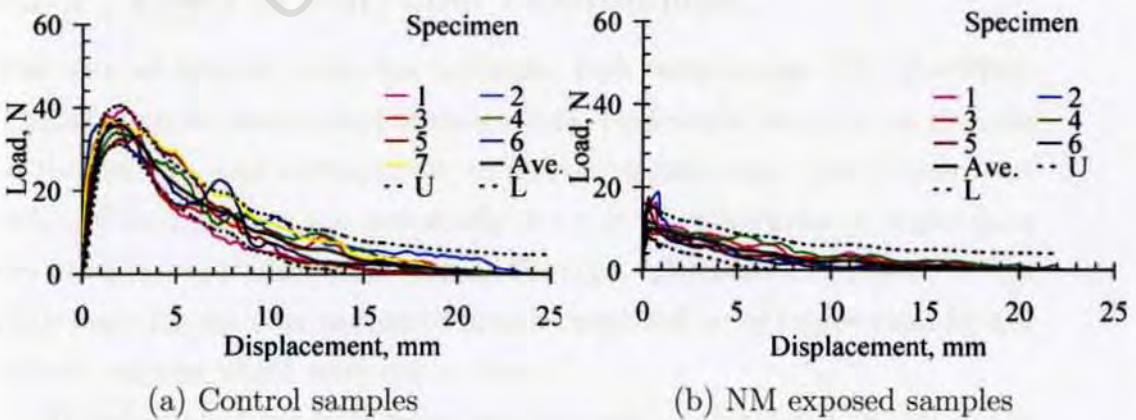 60
Specimen
1 2
3 4
5 6
7 Ave.
U L
40
20
0
Load, N
0 5 10 15 20 25
Displacement, mm
(a) Control samples
60
Specimen
1 2
3 4
5 6
Ave. U
L
40
20
0
Load, N
0 5 10 15 20 25
Displacement, mm
(b) NM exposed samples